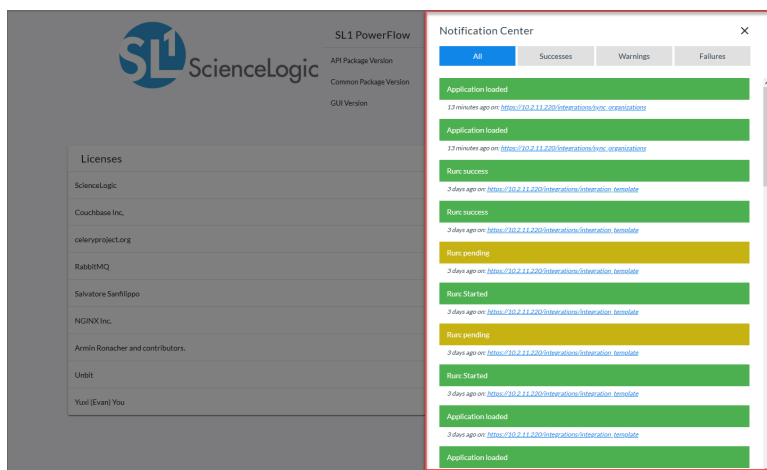 SL1
ScienceLogic
SL1 PowerFlow
API Package Version
Common Package Version
GUI Version
Licenses
ScienceLogic
Couchbase Inc,
celeryproject.org
RabbitMQ
Salvatore Sanfilippo
NGINX Inc.
Armin Ronacher and contributors.
Unbit
Yuxi (Evan) You
Notification Center
All Successes Warnings Failures
Application loaded
13 minutes ago on: https://10.2.11.220/integrations/sync_organizations
Application loaded
13 minutes ago on: https://10.2.11.220/integrations/sync_organizations
Run: success
3 days ago on: https://10.2.11.220/integrations/integration_template
Run: success
3 days ago on: https://10.2.11.220/integrations/integration_template
Run: pending
3 days ago on: https://10.2.11.220/integrations/integration_template
Run: Started
3 days ago on: https://10.2.11.220/integrations/integration_template
Run: pending
3 days ago on: https://10.2.11.220/integrations/integration_template
Run: Started
3 days ago on: https://10.2.11.220/integrations/integration_template
Application loaded
3 days ago on: https://10.2.11.220/integrations/integration_template
Application loaded